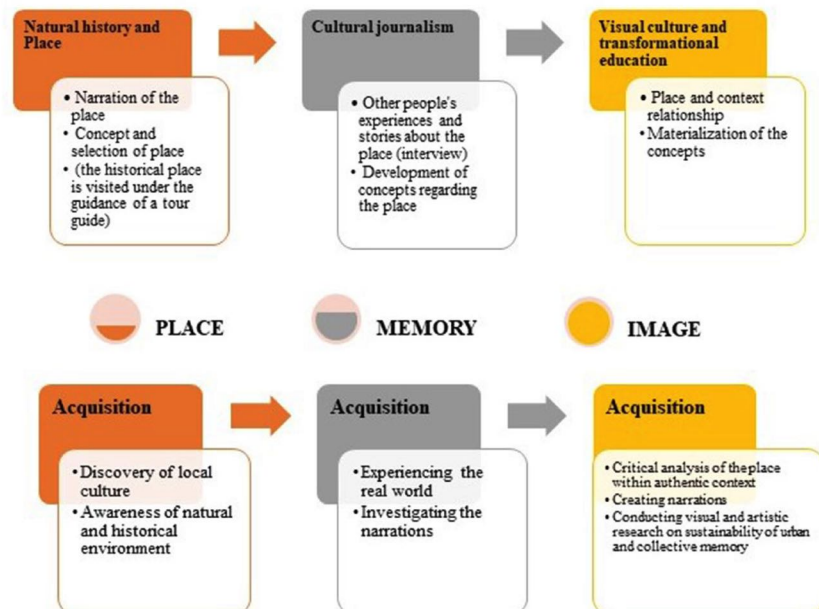 Natural history and
Place
• Narration of the
place
• Concept and
selection of place
• (the historical place
is visited under the
guidance of a tour
guide)
Cultural journalism
• Other people's
experiences and
stories about the
place (interview)
• Development of
concepts regarding
the place
Visual culture and
transformational
education
• Place and context
relationship
• Materialization of the
concepts
PLACE
MEMORY
IMAGE
Acquisition
• Discovery of local
culture
• Awareness of natural
and historical
environment
Acquisition
• Experiencing the
real world
• Investigating the
narrations
Acquisition
• Critical analysis of the place
within authentic context
• Creating narrations
• Conducting visual and artistic
research on sustainability of urban
and collective memory